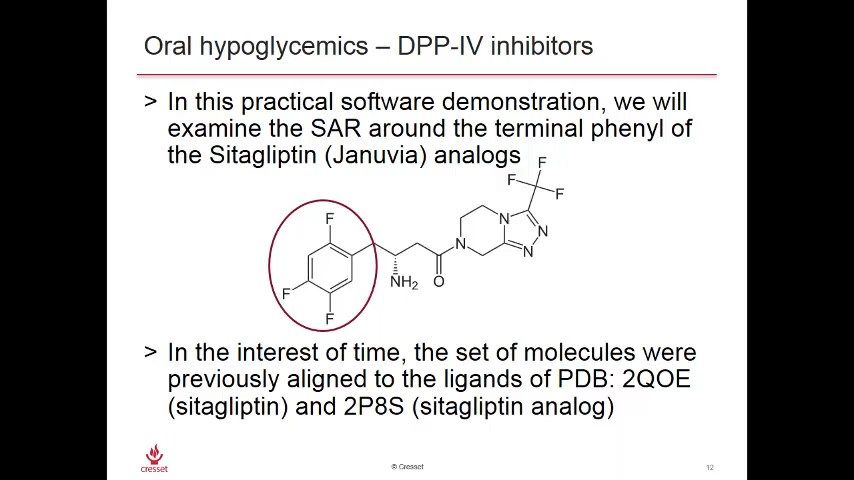 Oral hypoglycemics – DPP-IV inhibitors
> In this practical software demonstration, we will
examine the SAR around the terminal phenyl of
the Sitagliptin (Januvia) analogs
F
F
F
F
N
N
N
N
F
NH2
O
F
> In the interest of time, the set of molecules were
previously aligned to the ligands of PDB: 2QOE
(sitagliptin) and 2P8S (sitagliptin analog)
cresset
© Cresset
12